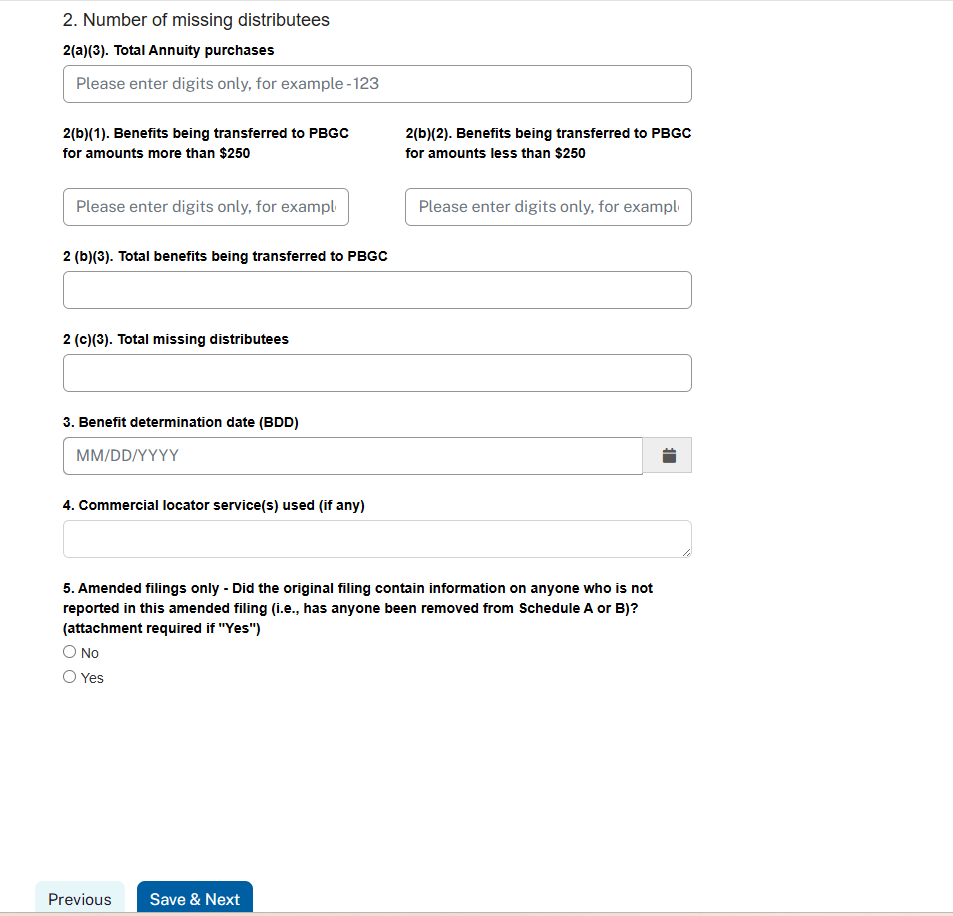 2. Number of missing distributees
2(a)(3). Total Annuity purchases
Please enter digits only, for example - 123
2(b)(1). Benefits being transferred to PBGC
for amounts more than $250
2(b)(2). Benefits being transferred to PBGC
for amounts less than $250
Please enter digits only, for exampl
Please enter digits only, for exampl
2 (b)(3). Total benefits being transferred to PBGC
2 (c)(3). Total missing distributees
3. Benefit determination date (BDD)
MM/DD/YYYY
4. Commercial locator service(s) used (if any)
5. Amended filings only - Did the original filing contain information on anyone who is not
reported in this amended filing (i.e., has anyone been removed from Schedule A or B)?
(attachment required if "Yes")
No
Yes
Previous
Save & Next